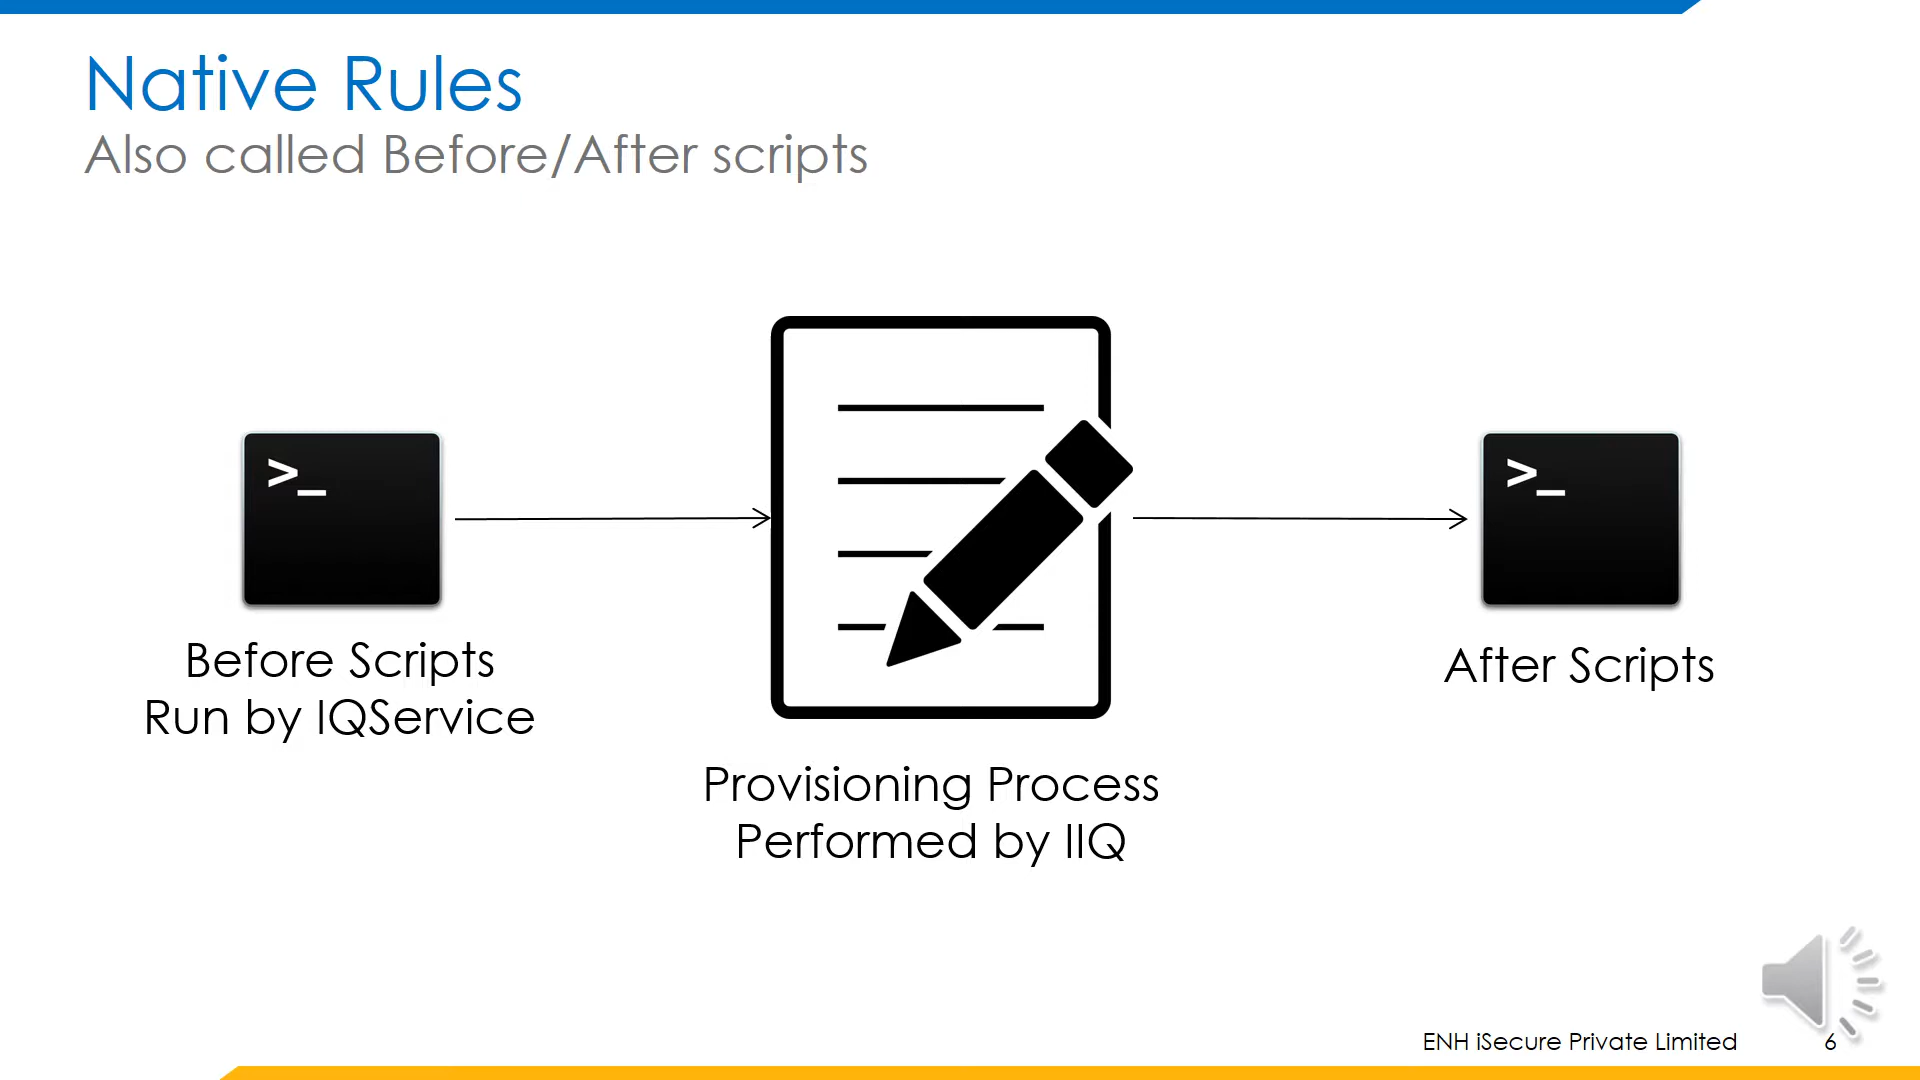 Native Rules
Also called Before/After scripts
>_
>_
Before Scripts
Run by IQService
After Scripts
Provisioning Process
Performed by IIQ
ENH iSecure Private Limited
6